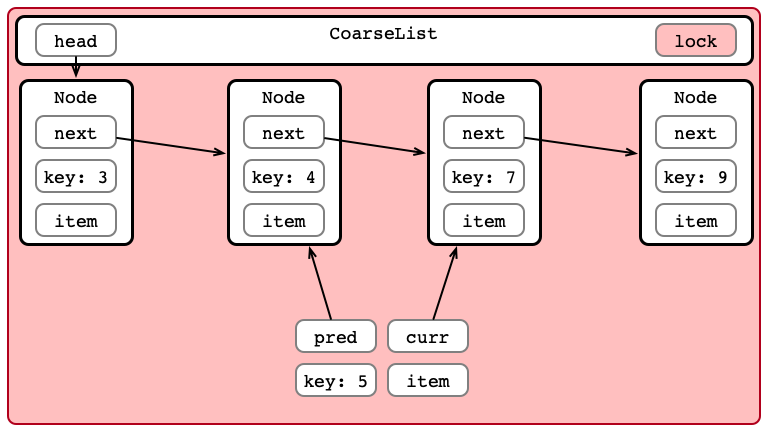 head CoarseList lock
Node Node Node Node
next next next next
key: 3 key: 4 key: 7 key: 9
item item item item
pred curr
key: 5 item